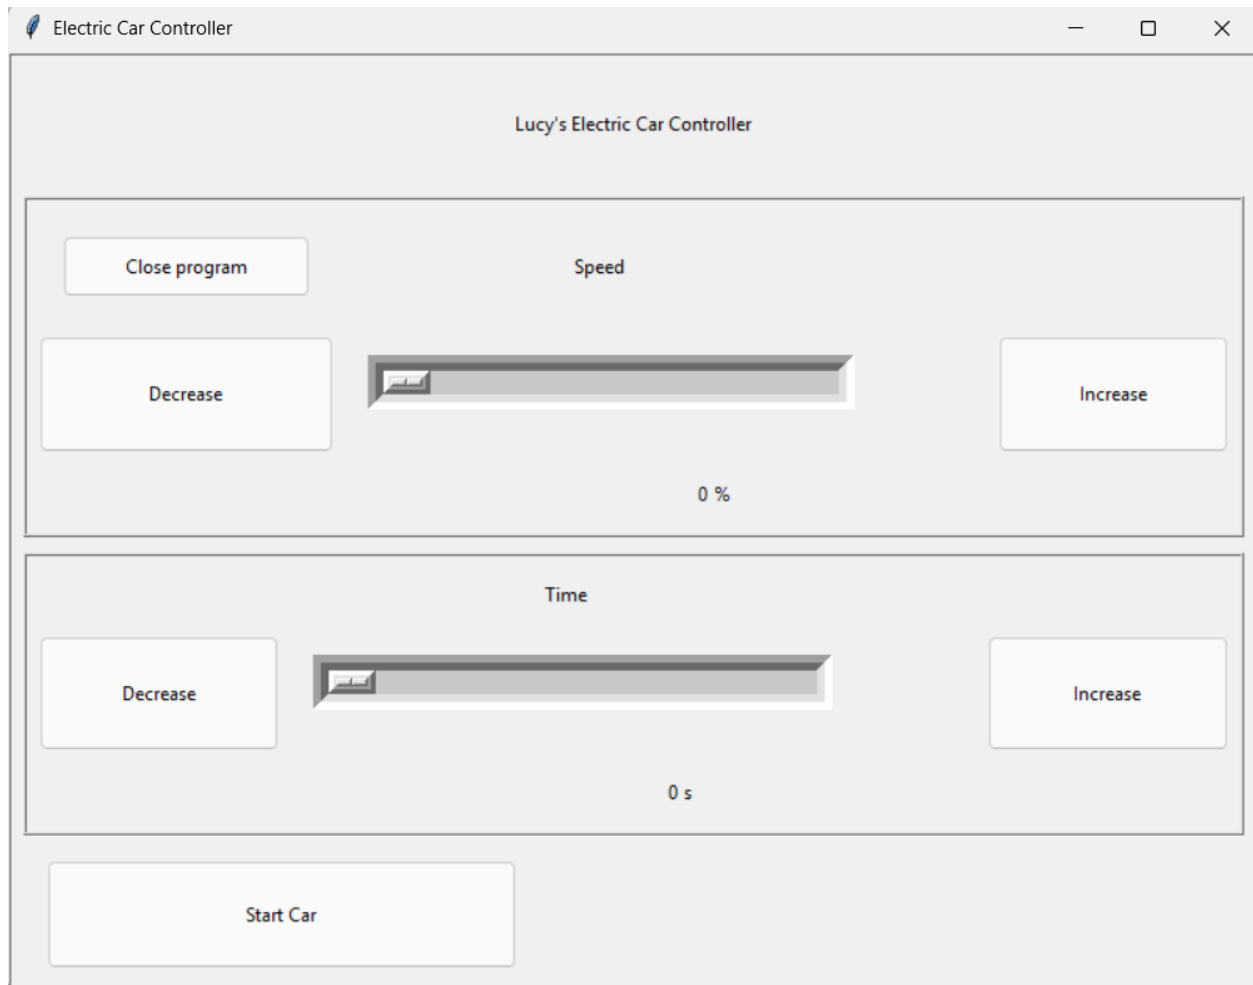 Electric Car Controller
Lucy's Electric Car Controller
Close program
Speed
Decrease
Increase
0 %
Time
Decrease
Increase
0 s
Start Car